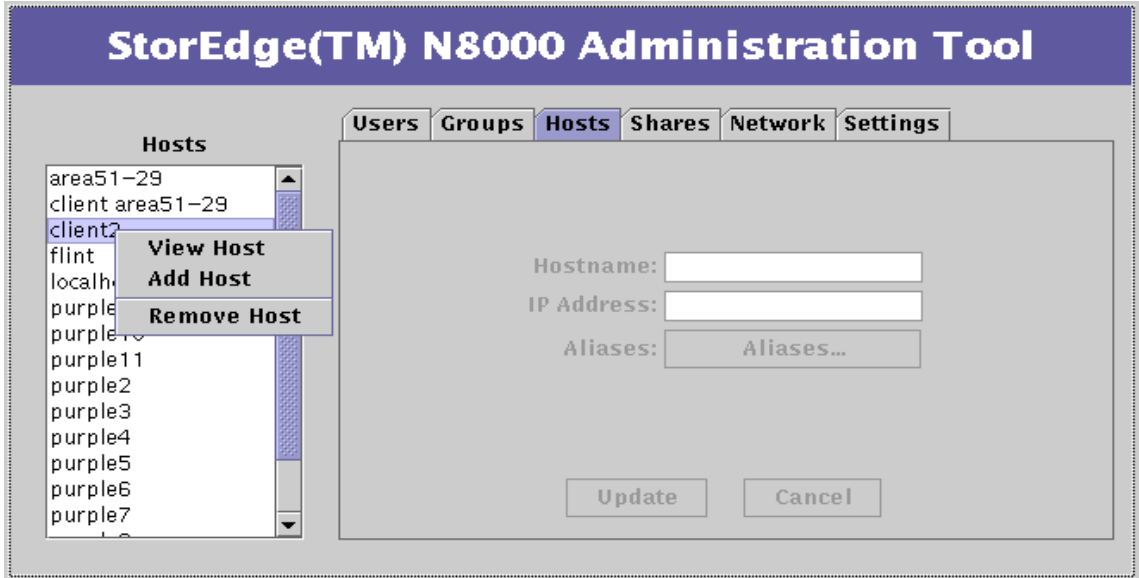 StorEdge(TM) N8000 Administration Tool
Users Groups Hosts Shares Network Settings
Hosts
area51-29
client area51-29
client2
flint
purple11
purple2
purple3
purple4
purple5
purple6
purple7
View Host
Add Host
Remove Host
Hostname:
IP Address:
Aliases: Aliases...
Update Cancel